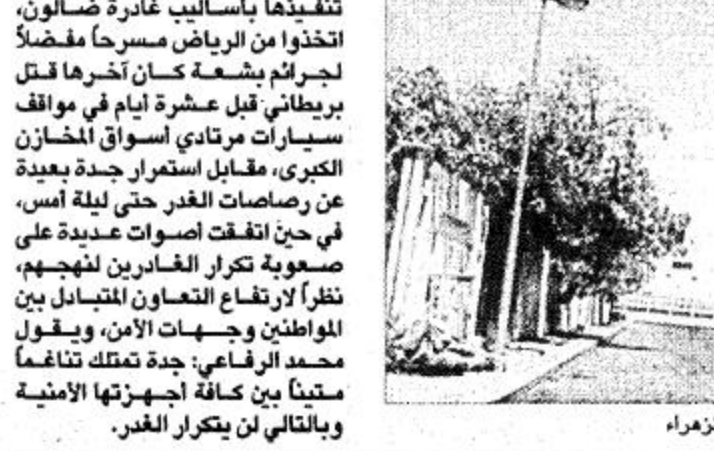 تنفيذها بأساليب غادرة ضالون،
اتخذوا من الرياض مسرحاً مفضلاً
لجرائم بشعة كان آخرها قتل
بريطاني قبل عشرة أيام في مواقف
سيارات مرتادي أسواق المخازن
الكبرى، مقابل استمرار جدة بعيدة
عن رصاصات الغدر حتى ليلة أمس،
في حين اتفقت أصوات عديدة على
صعوبة تكرار الغادرين لنهجهم،
نظراً لارتفاع التعاون المتبادل بين
المواطنين وجهات الأمن، ويقول
محمد الرفاعي: جدة تمتلك تناغماً
متيناً بين كافة أجهزتها الأمنية
وبالتالي لن يتكرار الغدر.
لزهراء